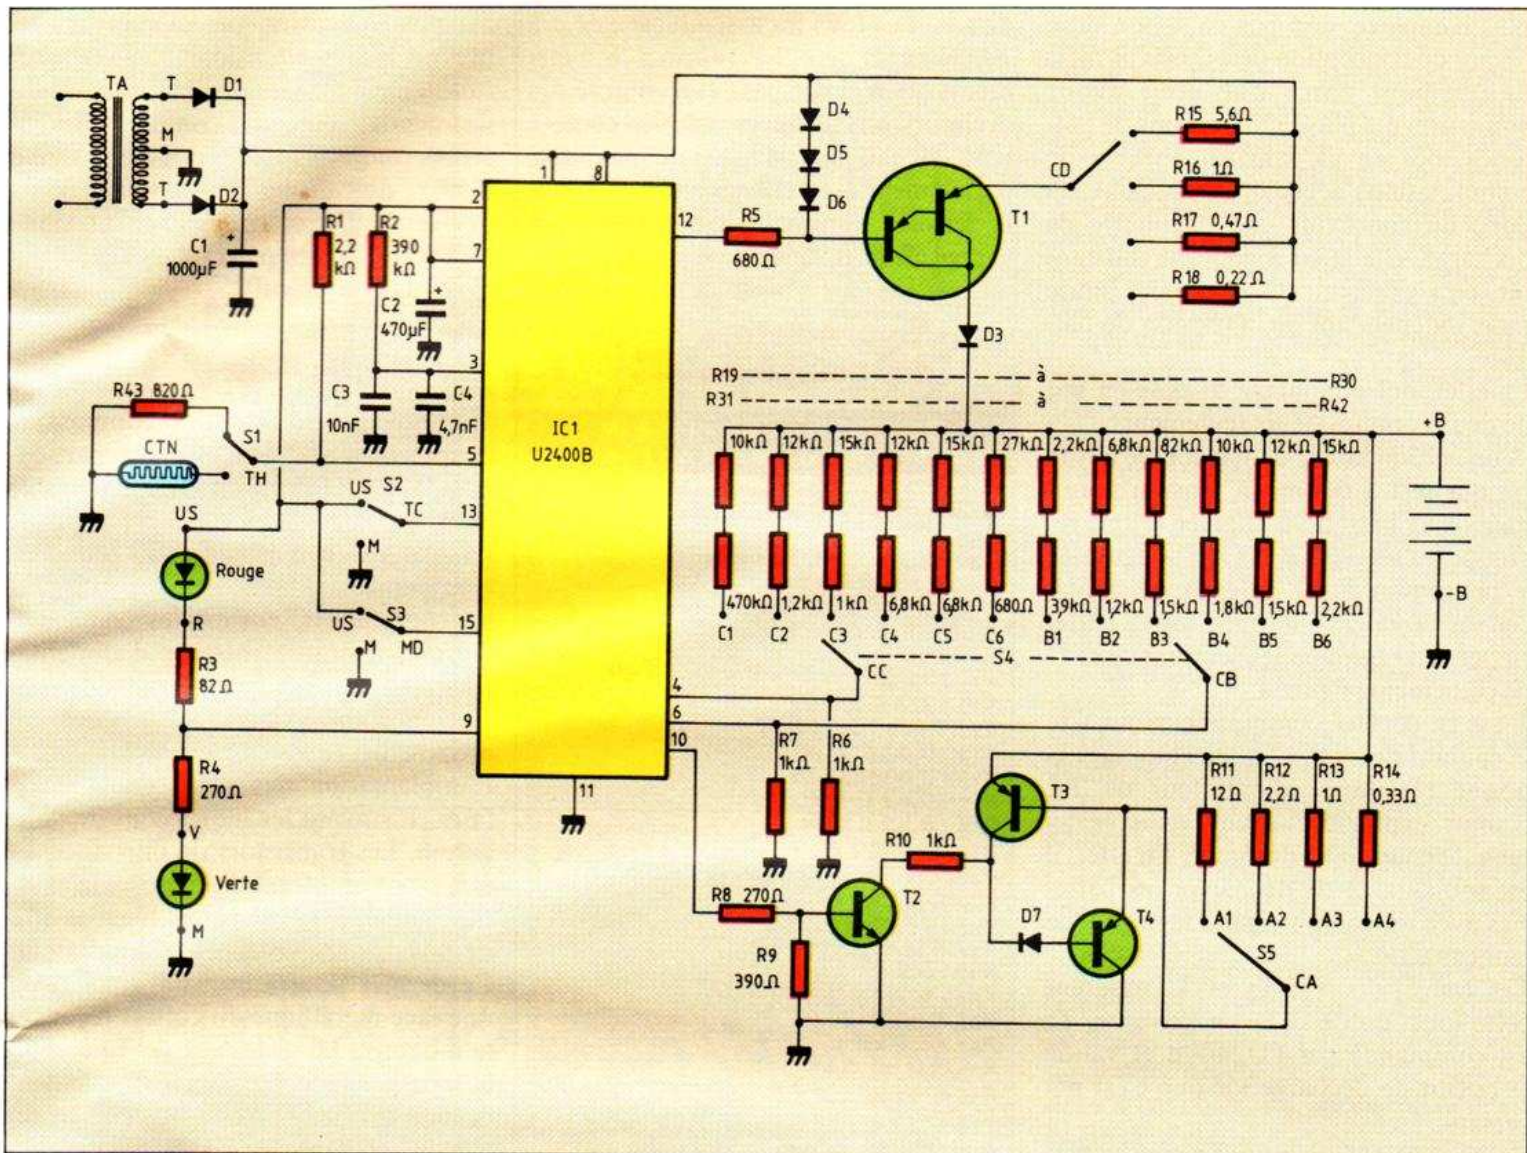 TA
T
D1
M
T
D2
C1
+
1000µF
R1
2,2
kΩ
R2
390
kΩ
C2
+
470µF
C3
10nF
C4
4,7nF
1
8
2
7
3
5
13
15
9
11
12
4
6
10
IC1
U2400B
R43 820Ω
CTN
S1
TH
US
S2
TC
M
US
S3
M
MD
US
Rouge
R
R3
82Ω
R4
270Ω
V
Verte
M
R5
680Ω
D4
D5
D6
T1
CD
R15 5,6Ω
R16 1Ω
R17 0,47Ω
R18 0,22Ω
D3
R19 à R30
R31 à R42
10kΩ 12kΩ 15kΩ 12kΩ 15kΩ 27kΩ 2,2kΩ 6,8kΩ 8,2kΩ 10kΩ 12kΩ 15kΩ
470kΩ 1,2kΩ 1kΩ 6,8kΩ 6,8kΩ 680Ω 3,9kΩ 1,2kΩ 1,5kΩ 1,8kΩ 1,5kΩ 2,2kΩ
C1 C2 C3 C4 C5 C6 B1 B2 B3 B4 B5 B6
CC
S4
CB
+B
-B
R7
1kΩ
R6
1kΩ
R8 270Ω
R9
390Ω
T2
R10 1kΩ
T3
D7
T4
R11
12Ω
R12
2,2Ω
R13
1Ω
R14
0,33Ω
A1
A2
A3
A4
S5
CA